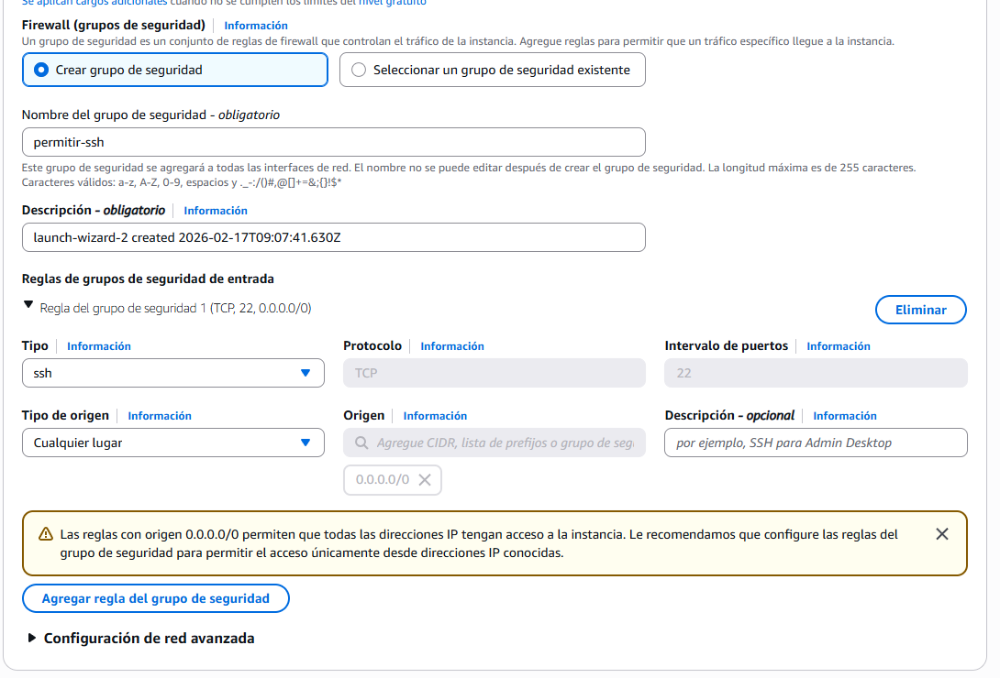 Se aplican cargos adicionales cuando no se cumplen los límites del nivel gratuito
Firewall (grupos de seguridad) Información
Un grupo de seguridad es un conjunto de reglas de firewall que controlan el tráfico de la instancia. Agregue reglas para permitir que un tráfico específico llegue a la instancia.
Crear grupo de seguridad
Seleccionar un grupo de seguridad existente
Nombre del grupo de seguridad - obligatorio
permitir-ssh
Este grupo de seguridad se agregará a todas las interfaces de red. El nombre no se puede editar después de crear el grupo de seguridad. La longitud máxima es de 255 caracteres.
Caracteres válidos: a-z, A-Z, 0-9, espacios y ._-:/()#,@[]+=&;{}!$*
Descripción - obligatorio Información
launch-wizard-2 created 2026-02-17T09:07:41.630Z
Reglas de grupos de seguridad de entrada
Regla del grupo de seguridad 1 (TCP, 22, 0.0.0.0/0)
Eliminar
Tipo Información
Protocolo Información
Intervalo de puertos Información
ssh
TCP
22
Tipo de origen Información
Origen Información
Descripción - opcional Información
Cualquier lugar
Agregue CIDR, lista de prefijos o grupo de seg
por ejemplo, SSH para Admin Desktop
0.0.0.0/0
Las reglas con origen 0.0.0.0/0 permiten que todas las direcciones IP tengan acceso a la instancia. Le recomendamos que configure las reglas del
grupo de seguridad para permitir el acceso únicamente desde direcciones IP conocidas.
Agregar regla del grupo de seguridad
Configuración de red avanzada